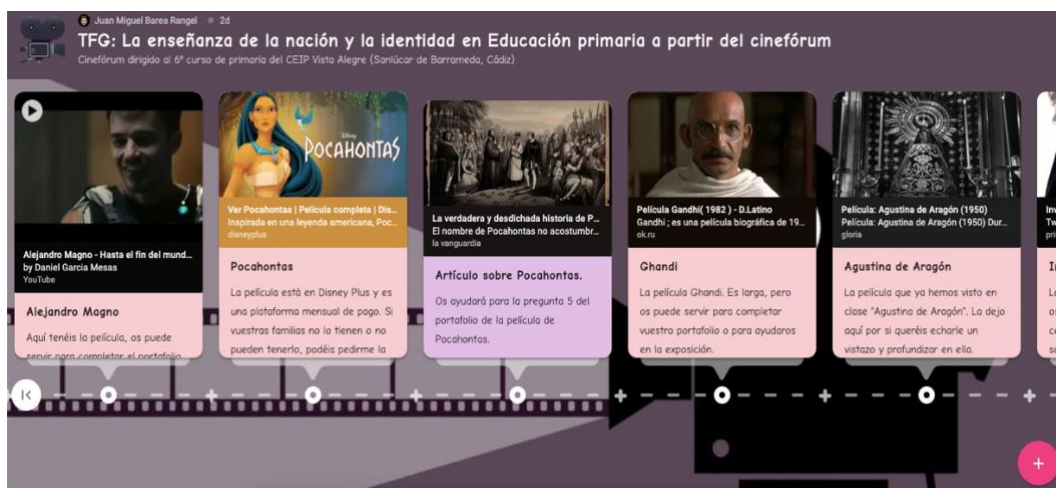 Juan Miguel Barea Rangel 2d
TFG: La enseñanza de la nación y la identidad en Educación primaria a partir del cinefórum
Cinefórum dirigido al 6º curso de primaria del CEIP Vista Alegre (Sanlúcar de Barrameda, Cádiz)
Alejandro Magno - Hasta el fin del mund...
by Daniel García Mesas
YouTube
Alejandro Magno
Aquí tenéis la película, os puede
servir para completar el portafolio
Disney
POCAHONTAS
Ver Pocahontas | Película completa | Dis...
Inspirada en una leyenda americana, Poc...
disneyplus
Pocahontas
La película está en Disney Plus y es
una plataforma mensual de pago. Si
vuestras familias no lo tienen o no
pueden tenerlo, podéis pedirme la
La verdadera y desdichada historia de P...
El nombre de Pocahontas no acostumbr...
la vanguardia
Artículo sobre Pocahontas.
Os ayudará para la pregunta 5 del
portafolio de la película de
Pocahontas.
Película Gandhi( 1982 ) - D.Latino
Gandhi ; es una película biográfica de 19...
ok.ru
Ghandi
La película Ghandi. Es larga, pero
os puede servir para completar
vuestro portafolio o para ayudaros
en la exposición.
Película: Agustina de Aragón (1950)
Película: Agustina de Aragón (1950) Dur...
gloria
Agustina de Aragón
La película que ya hemos visto en
clase "Agustina de Aragón". La dejo
aquí por si queréis echarle un
vistazo y profundizar en ella.